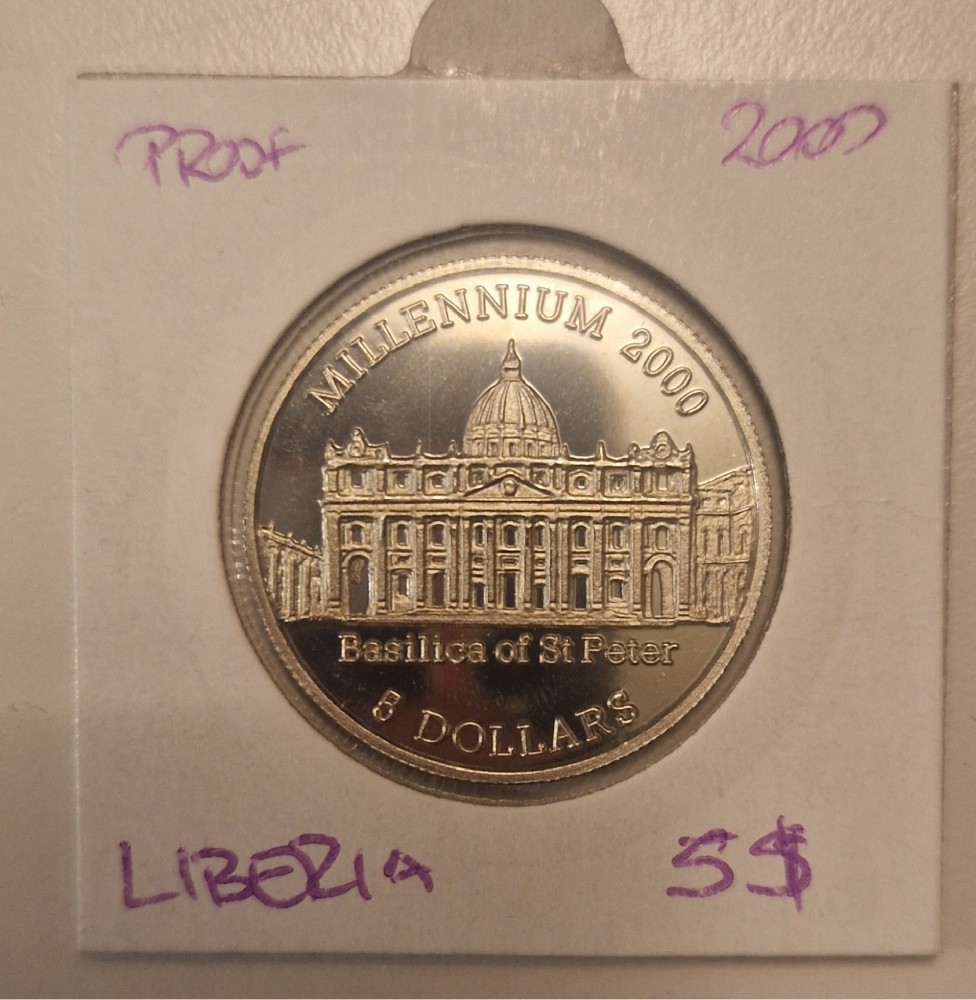 PROOF 2000
MILLENNIUM 2000
Basilica of St Peter
5 DOLLARS
LIBERIA 5$